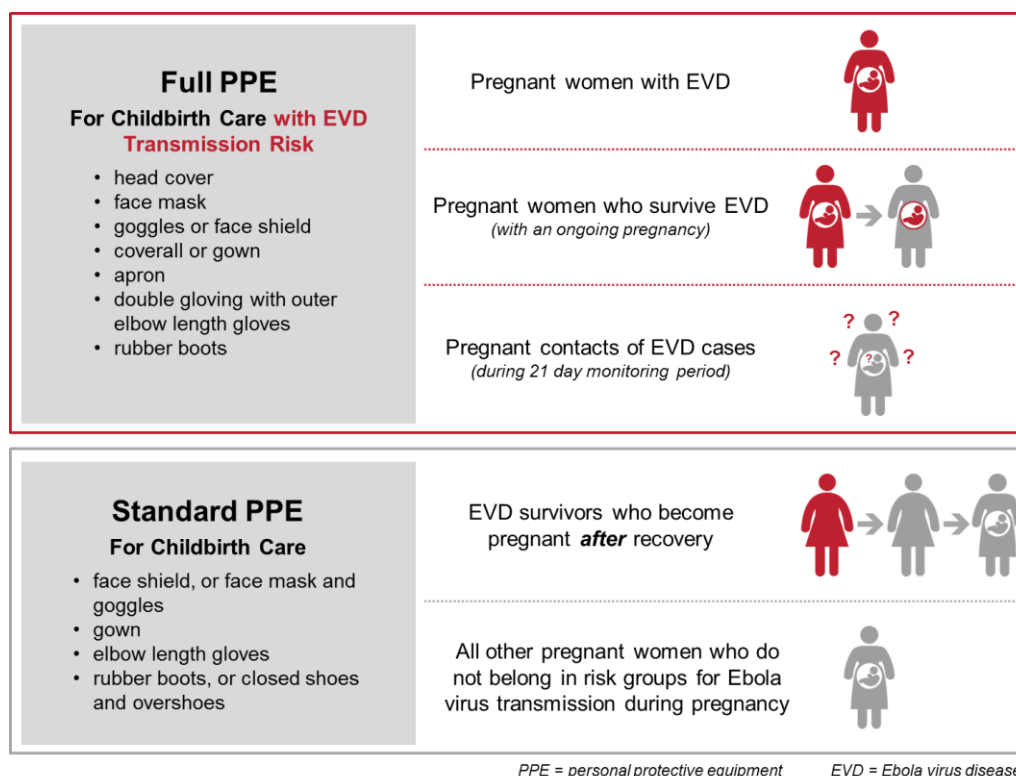 Full PPE
For Childbirth Care with EVD
Transmission Risk
• head cover
• face mask
• goggles or face shield
• coverall or gown
• apron
• double gloving with outer
elbow length gloves
• rubber boots
Pregnant women with EVD
Pregnant women who survive EVD
(with an ongoing pregnancy)
Pregnant contacts of EVD cases
(during 21 day monitoring period)
? ?
? ? ?
Standard PPE
For Childbirth Care
• face shield, or face mask and
goggles
• gown
• elbow length gloves
• rubber boots, or closed shoes
and overshoes
EVD survivors who become
pregnant after recovery
All other pregnant women who do
not belong in risk groups for Ebola
virus transmission during pregnancy
PPE = personal protective equipment EVD = Ebola virus disease